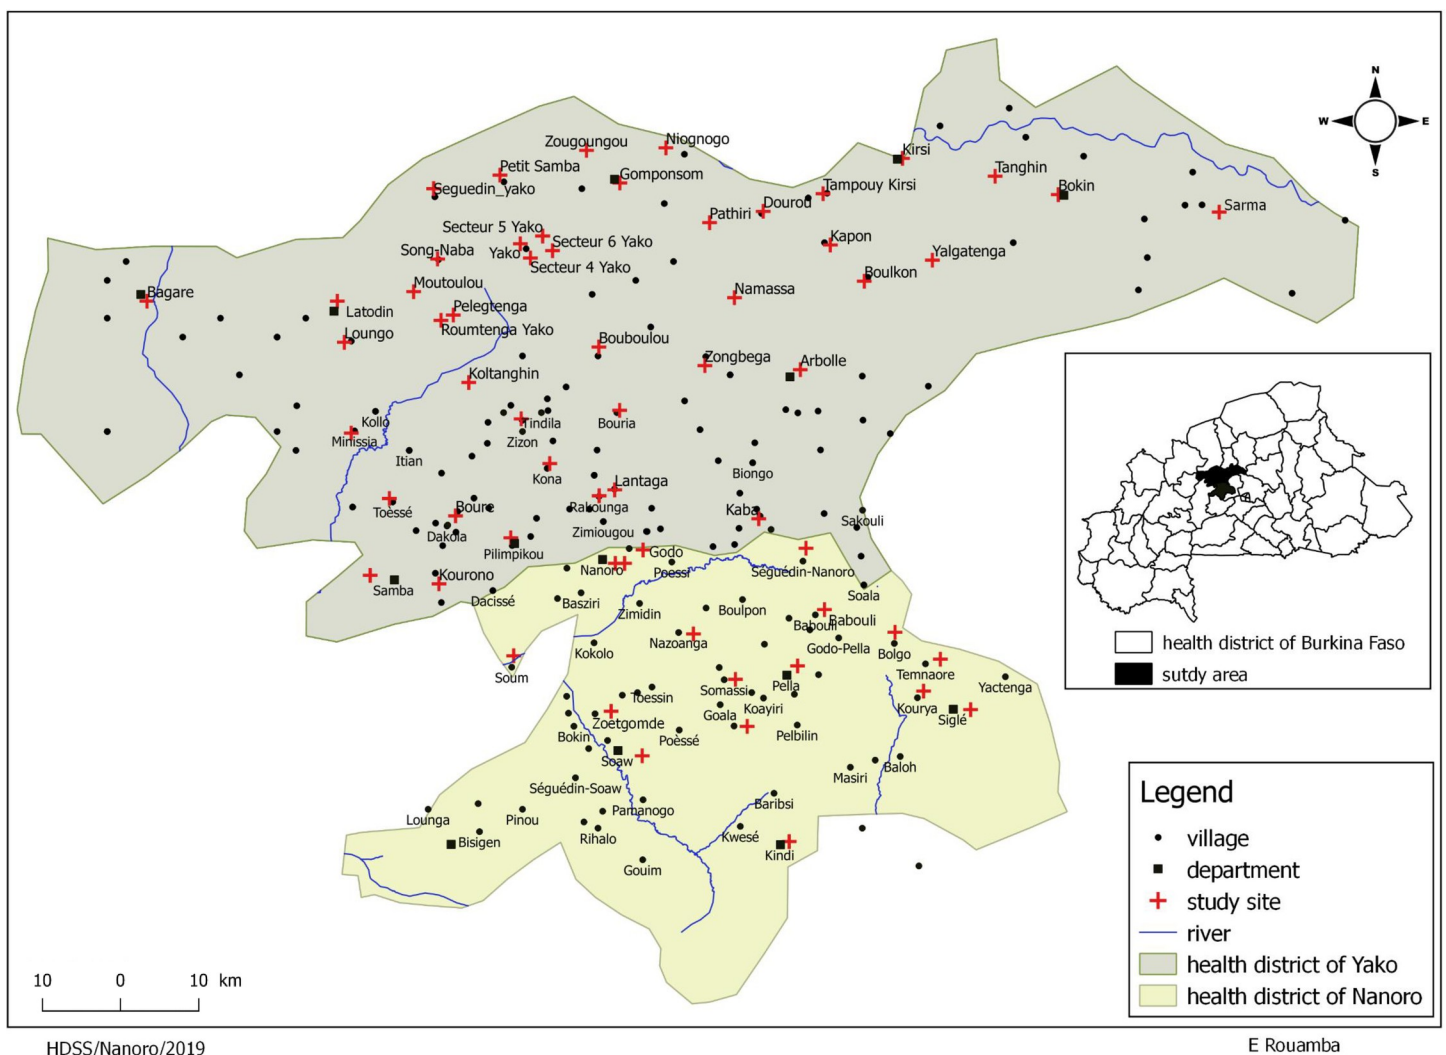 N
W E
S
Zougoungou
Niognogo
Petit Samba
Gomponsom
Seguedin_yako
Kirsi
Tanghin
Bokin
Tampouy Kirsi
Dourou
Pathiri
Sarma
Secteur 5 Yako
Secteur 6 Yako
Yako
Song-Naba
Secteur 4 Yako
Kapon
Yalgatenga
Boulkon
Moutoulou
Bagare
Namassa
Latodin
Pelegtenga
Roumtenga Yako
Loungo
Bouboulou
Zongbega
Arbolle
Koltanghin
Kollo
Minissia
Tindila
Zizon
Bouria
Itian
Kona
Biongo
Lantaga
Toéssé
Boure
Rakounga
Kaba
Sakouli
Dakola
Zimiougou
Pilimpikou
Godo
Nanoro
Poessi
Séguédin-Nanoro
Samba
Kourono
Dacissé
Basziri
Zimidin
Boulpon
Soala
Babouli
Babouli
Nazoanga
Godo-Pella
Bolgo
Kokolo
Soum
Temnaore
Yactenga
Toessin
Somassi
Pella
Koayiri
Kourya
Siglé
Zoetgomde
Goala
Bokin
Poèssé
Pelbilin
Soaw
Masiri
Baloh
Séguédin-Soaw
Lounga
Pinou
Pamanogo
Baribsi
Bisigen
Rihalo
Kwesé
Kindi
Gouim
health district of Burkina Faso
sutdy area
Legend
village
department
study site
river
health district of Yako
health district of Nanoro
10 0 10 km
HDSS/Nanoro/2019
E Rouamba